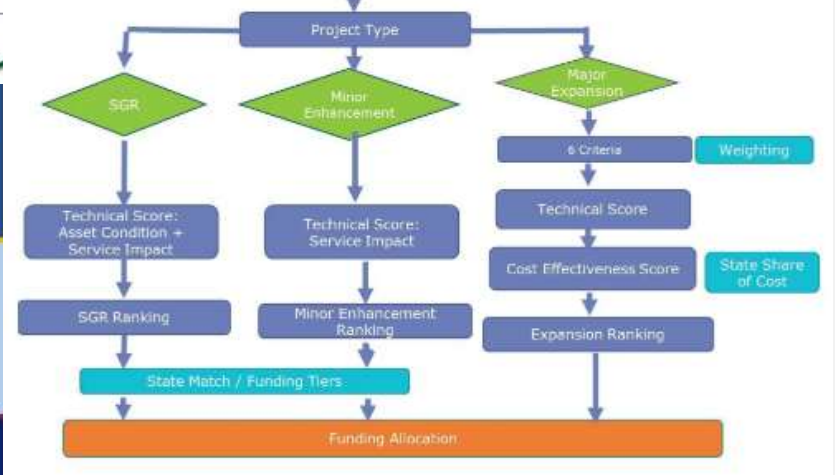 Project Type
SGR
Minor
Enhancement
Major
Expansion
6 Criteria
Weighting
Technical Score:
Asset Condition +
Service Impact
Technical Score:
Service Impact
Technical Score
Cost Effectiveness Score
State Share
of Cost
SGR Ranking
Minor Enhancement
Ranking
Expansion Ranking
State Match / Funding Tiers
Funding Allocation